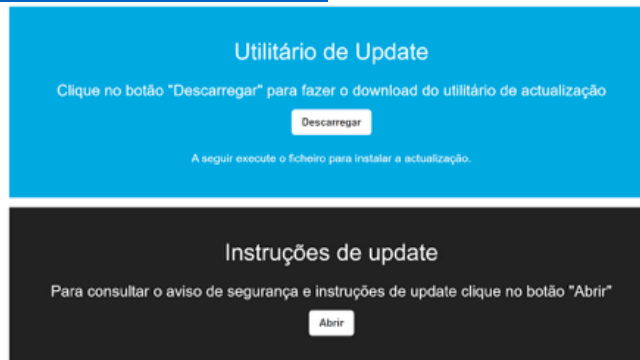 Utilitário de Update
Clique no botão "Descarregar" para fazer o download do utilitário de actualização
Descarregar
A seguir execute o ficheiro para instalar a actualização.
Instruções de update
Para consultar o aviso de segurança e instruções de update clique no botão "Abrir"
Abrir